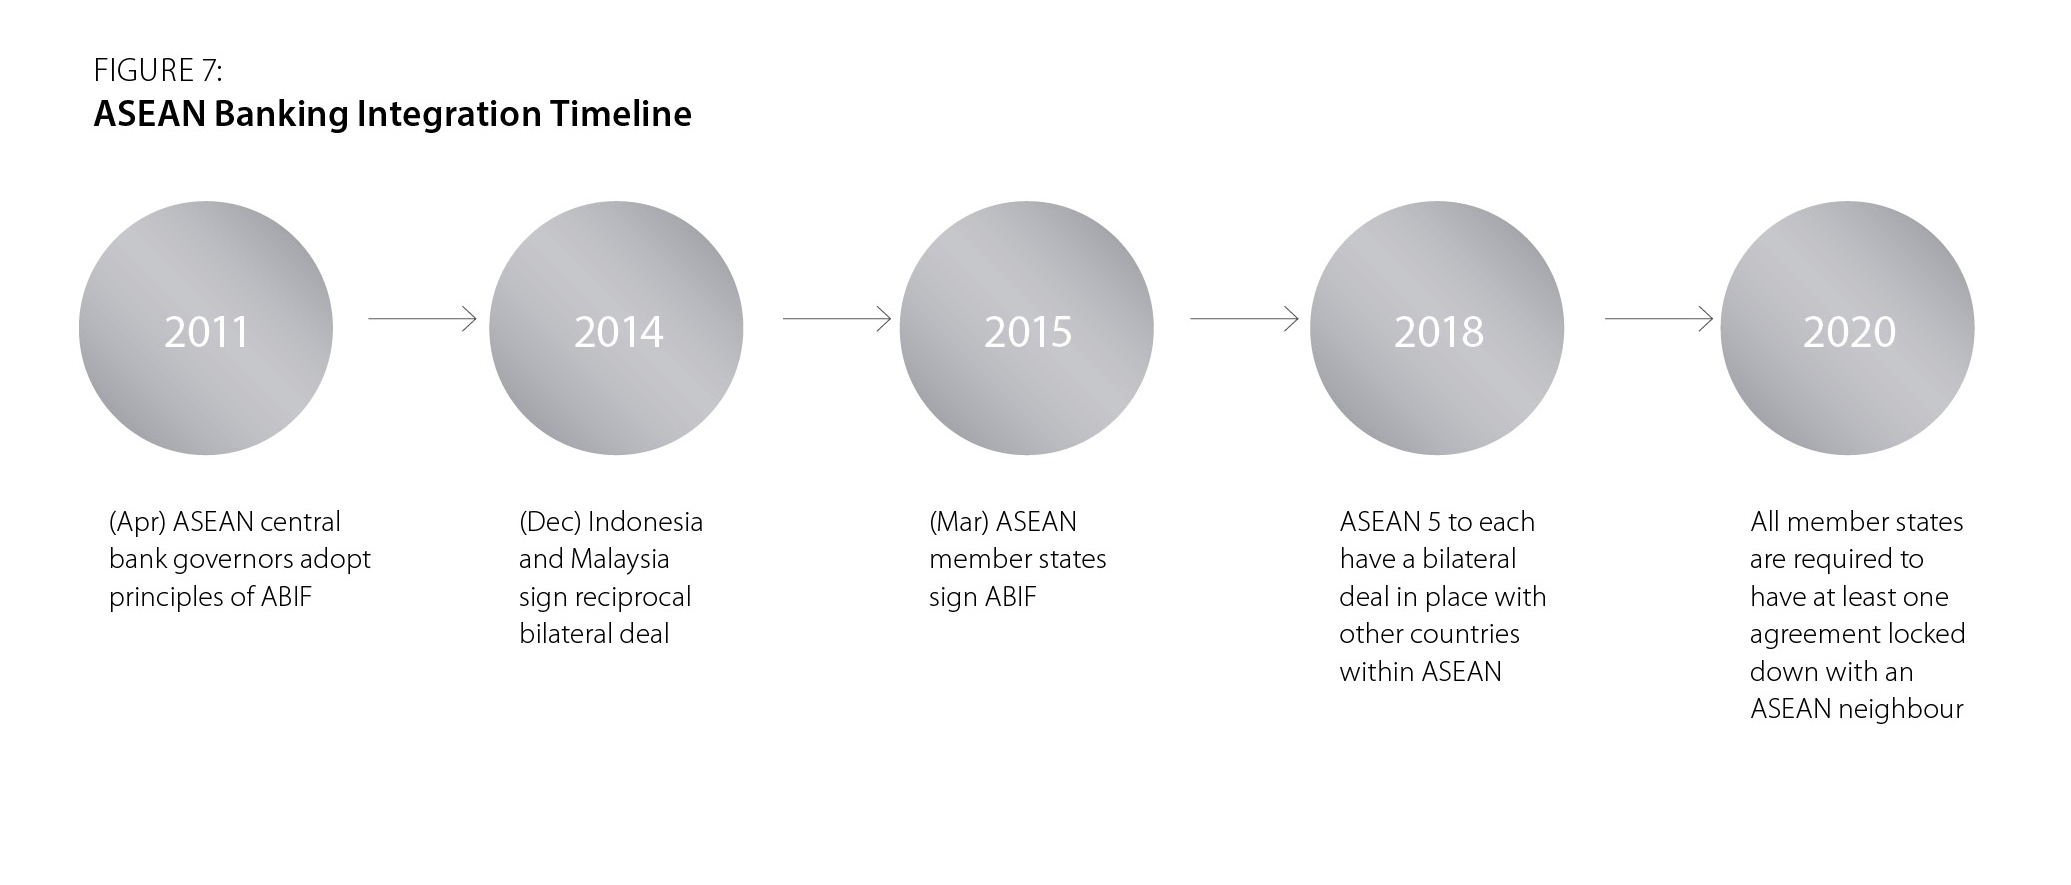 FIGURE 7:
ASEAN Banking Integration Timeline
2011
2014
2015
2018
2020
(Apr) ASEAN central
bank governors adopt
principles of ABIF
(Dec) Indonesia
and Malaysia
sign reciprocal
bilateral deal
(Mar) ASEAN
member states
sign ABIF
ASEAN 5 to each
have a bilateral
deal in place with
other countries
within ASEAN
All member states
are required to
have at least one
agreement locked
down with an
ASEAN neighbour